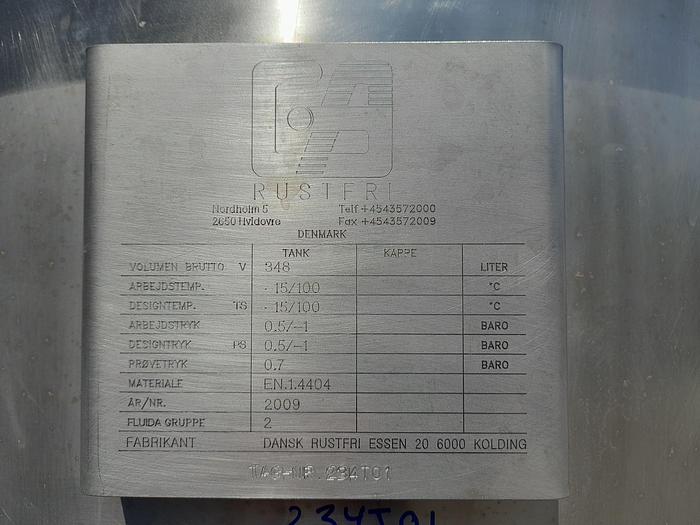 RUSTFRI
Nordholm 5 Telf +4543572000
2650 Hvidovre Fax +4543572009
DENMARK
TANK KAPPE
VOLUMEN BRUTTO V 348 LITER
ARBEJDSTEMP. - 15/100 °C
DESIGNTEMP. TS - 15/100 °C
ARBEJDSTRYK 0.5/-1 BARO
DESIGNTRYK PS 0.5/-1 BARO
PRØVETRYK 0.7 BARO
MATERIALE EN.1.4404
ÅR/NR. 2009
FLUIDA GRUPPE 2
FABRIKANT DANSK RUSTFRI ESSEN 20 6000 KOLDING
TAG-NR. 234T01
234T01